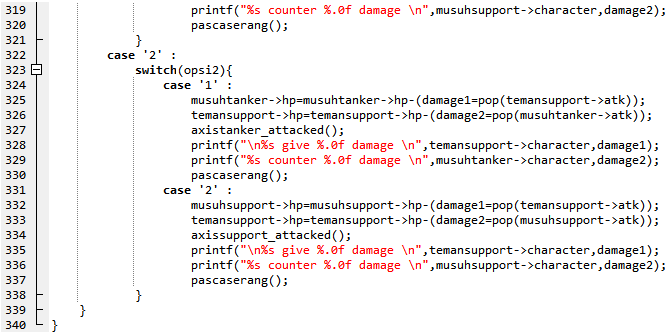 319 printf("%s counter %.0f damage \n",musuhsupport->character,damage2);
320 pascaserang();
321 }
322 case '2' :
323 switch(opsi2){
324 case '1' :
325 musuhtanker->hp=musuhtanker->hp-(damage1=pop(temansupport->atk));
326 temansupport->hp=temansupport->hp-(damage2=pop(musuhtanker->atk));
327 axistanker_attacked();
328 printf("\n%s give %.0f damage \n",temansupport->character,damage1);
329 printf("%s counter %.0f damage \n",musuhtanker->character,damage2);
330 pascaserang();
331 case '2' :
332 musuhsupport->hp=musuhsupport->hp-(damage1=pop(temansupport->atk));
333 temansupport->hp=temansupport->hp-(damage2=pop(musuhsupport->atk));
334 axissupport_attacked();
335 printf("\n%s give %.0f damage \n",temansupport->character,damage1);
336 printf("%s counter %.0f damage \n",musuhsupport->character,damage2);
337 pascaserang();
338 }
339 }
340 }